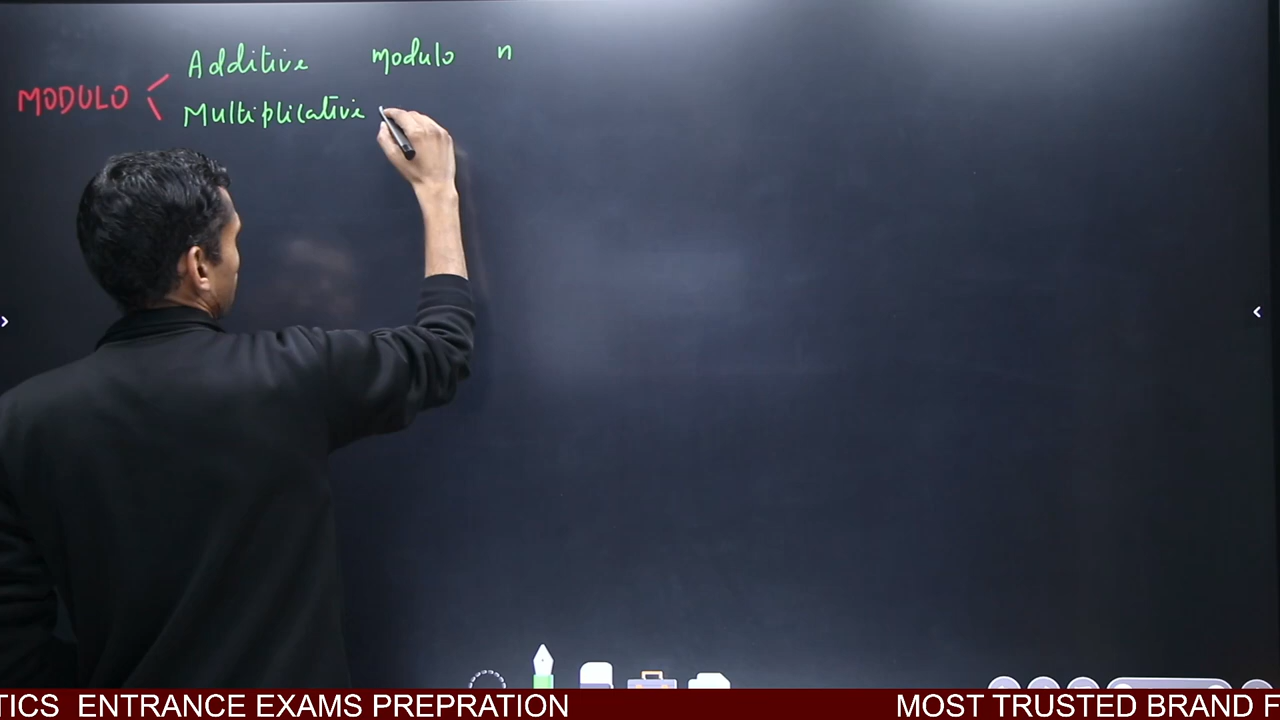 Additive modulo n
MODULO
Multiplicative
TICS ENTRANCE EXAMS PREPRATION MOST TRUSTED BRAND F